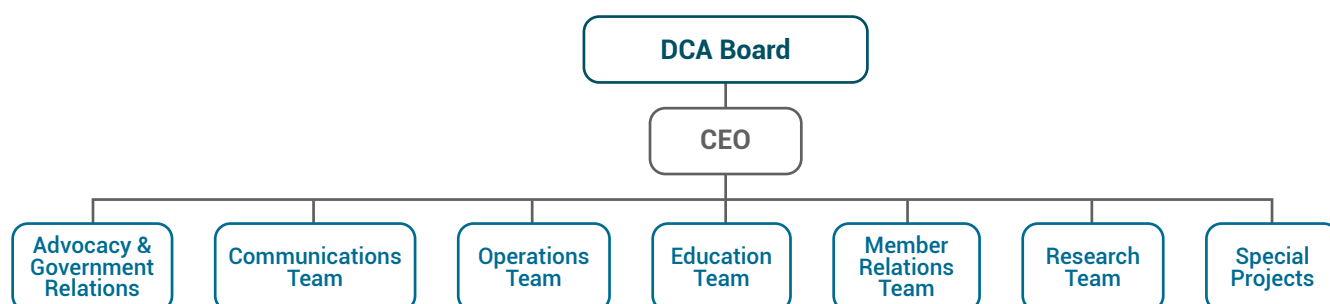 DCA Board
CEO
Advocacy &
Government
Relations
Communications
Team
Operations
Team
Education
Team
Member
Relations
Team
Research
Team
Special
Projects